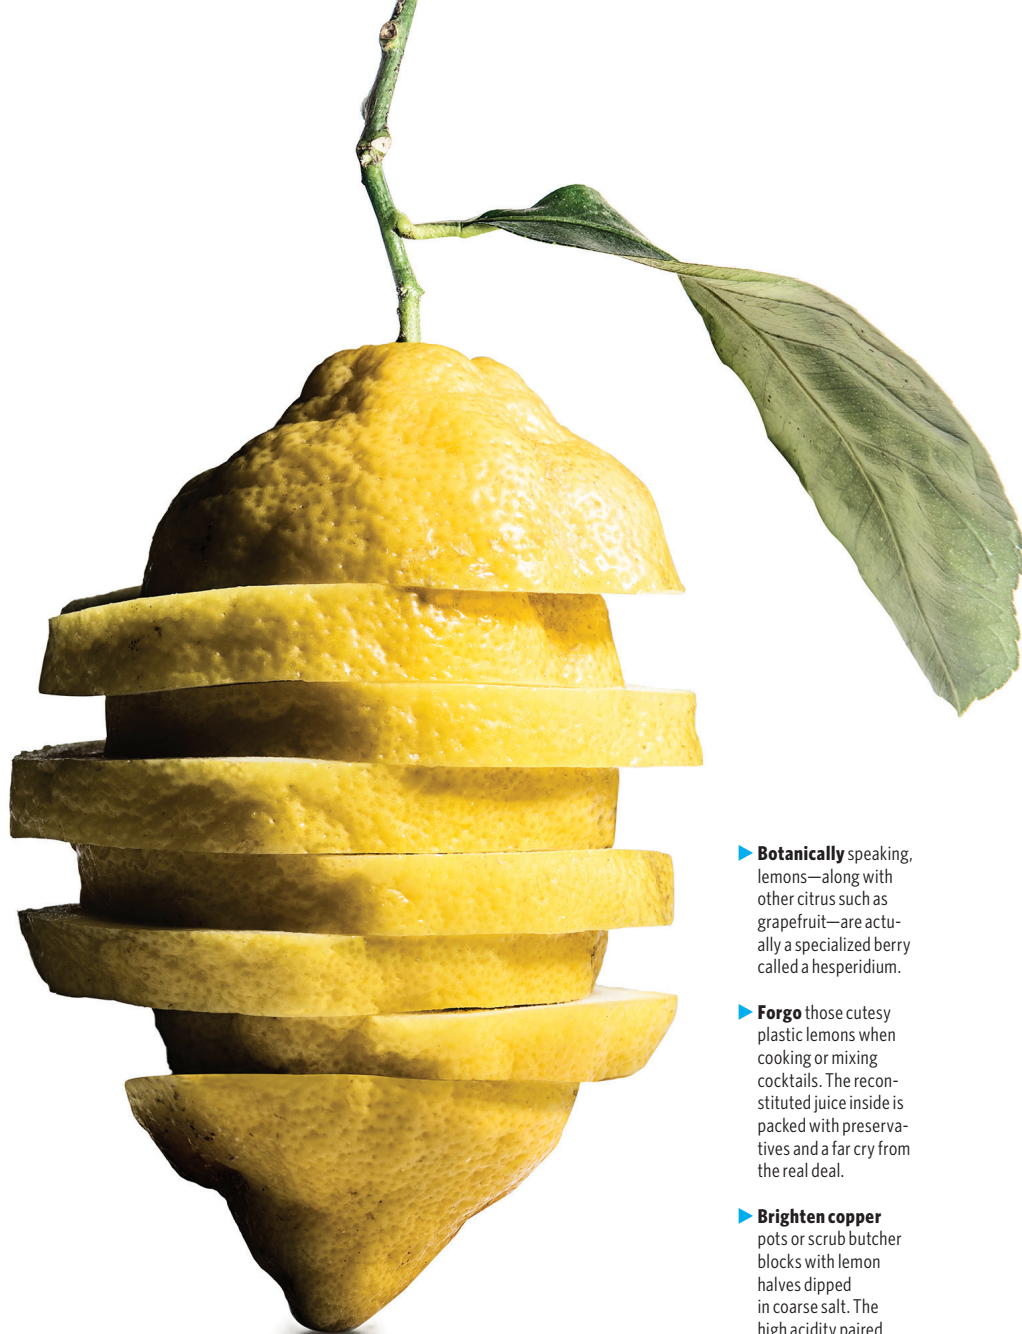 ▶ Botanically speaking,
lemons—along with
other citrus such as
grapefruit—are actu-
ally a specialized berry
called a hesperidium.
▶ Forgo those cutesy
plastic lemons when
cooking or mixing
cocktails. The recon-
stituted juice inside is
packed with preserva-
tives and a far cry from
the real deal.
▶ Brighten copper
pots or scrub butcher
blocks with lemon
halves dipped
in coarse salt. The
high acidity paired